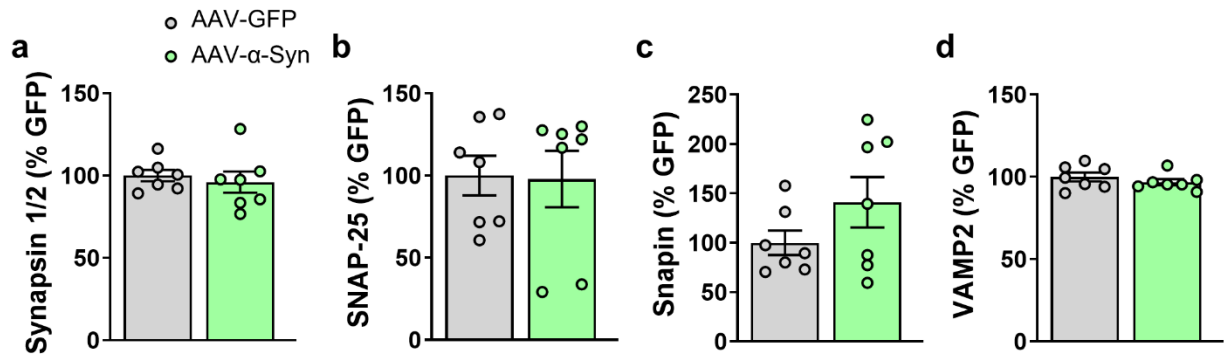 AAV-GFP
AAV-α-Syn
a
Synapsin 1/2 (% GFP)
150
100
50
0
b
SNAP-25 (% GFP)
150
100
50
0
c
Snapin (% GFP)
250
200
150
100
50
0
d
VAMP2 (% GFP)
150
100
50
0